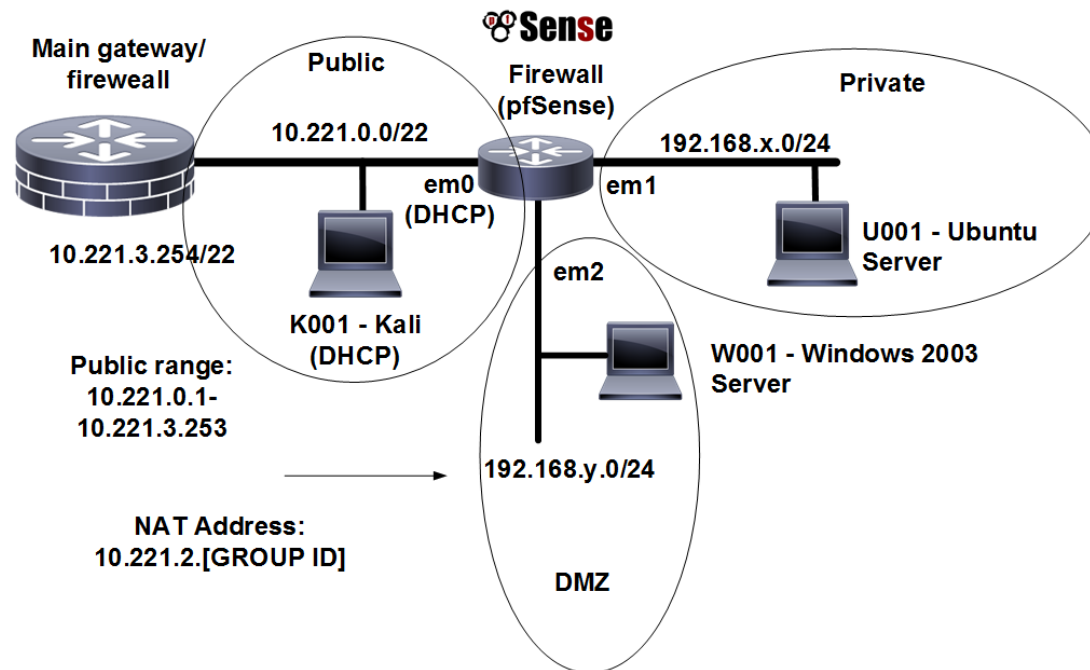 pf Sense
Main gateway/
fireweall
Public
Firewall
(pfSense)
Private
10.221.0.0/22
192.168.x.0/24
em0
(DHCP)
em1
10.221.3.254/22
U001 - Ubuntu
Server
em2
K001 - Kali
(DHCP)
W001 - Windows 2003
Server
Public range:
10.221.0.1-
10.221.3.253
192.168.y.0/24
NAT Address:
10.221.2.[GROUP ID]
DMZ